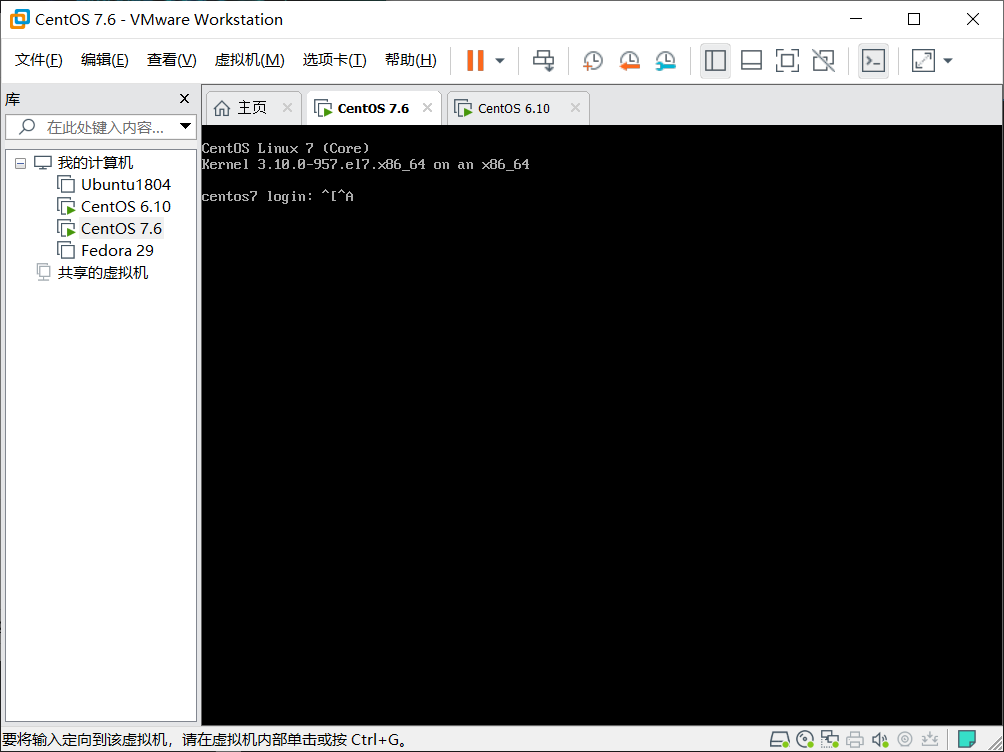 CentOS 7.6 - VMware Workstation
文件(F) 编辑(E) 查看(V) 虚拟机(M) 选项卡(T) 帮助(H)
库
在此处键入内容...
我的计算机
Ubuntu1804
CentOS 6.10
CentOS 7.6
Fedora 29
共享的虚拟机
主页 CentOS 7.6 CentOS 6.10
CentOS Linux 7 (Core)
Kernel 3.10.0-957.el7.x86_64 on an x86_64
centos7 login: ^[^A
要将输入定向到该虚拟机，请在虚拟机内部单击或按 Ctrl+G。